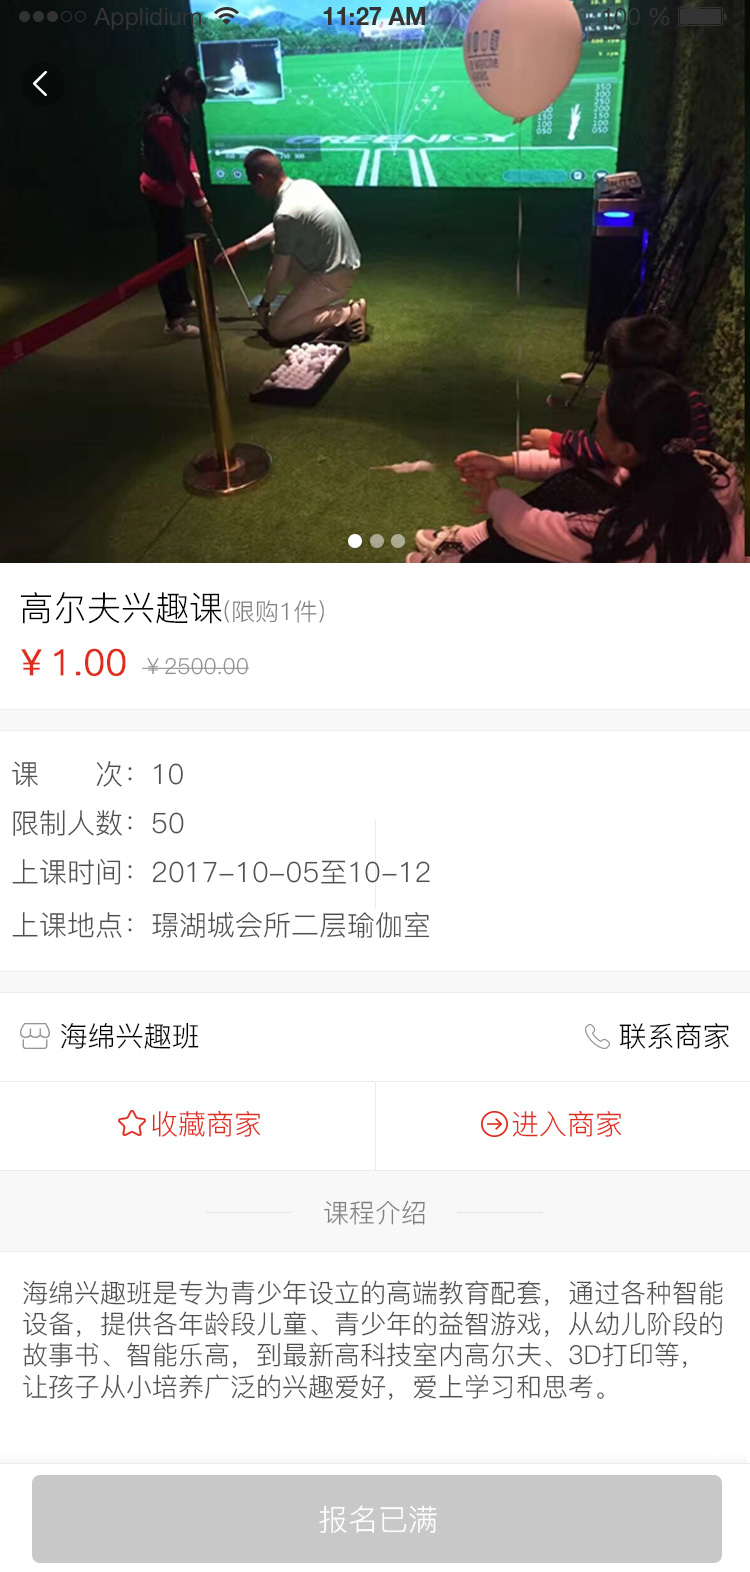 Applidium 11:27 AM 100 %
GREENJOY
高尔夫兴趣课(限购1件)
¥ 1.00 ¥ 2500.00
课 次：10
限制人数：50
上课时间：2017-10-05至10-12
上课地点：璟湖城会所二层瑜伽室
海绵兴趣班 联系商家
收藏商家 进入商家
课程介绍
海绵兴趣班是专为青少年设立的高端教育配套，通过各种智能
设备，提供各年龄段儿童、青少年的益智游戏，从幼儿阶段的
故事书、智能乐高，到最新高科技室内高尔夫、3D打印等，
让孩子从小培养广泛的兴趣爱好，爱上学习和思考。
报名已满